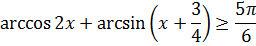 arccos 2x + arcsin (x + 3/4) ≥ 5π/6